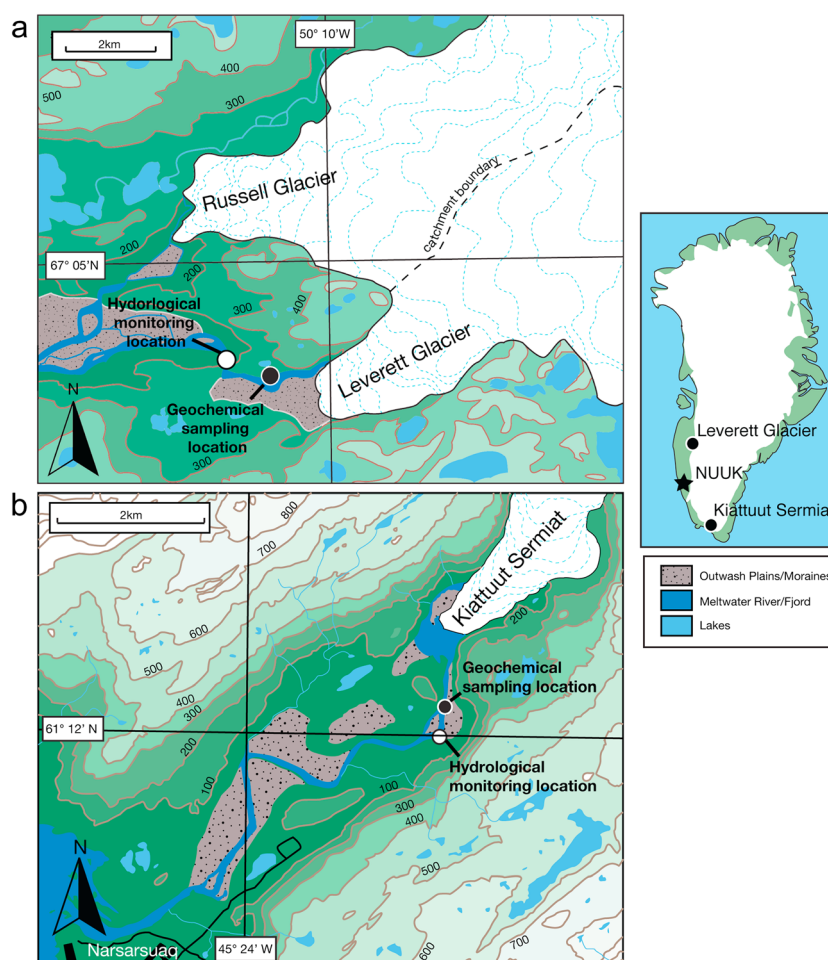 a
2km
50° 10'W
400
500
300
Russell Glacier
catchment boundary
200
67° 05'N
200
300
400
Hydorlogical
monitoring
location
Leverett Glacier
N
Geochemical
sampling
location
300
Leverett Glacier
NUUK
Kiattuut Sermiat
Outwash Plains/Moraines
Meltwater River/Fjord
Lakes
b
2km
800
700
Kiattuut Sermiat
600
500
400
300
200
200
Geochemical
sampling location
61° 12' N
Hydrological
monitoring location
100
100
300
400
500
N
Narsarsuaq
45° 24' W
600
700